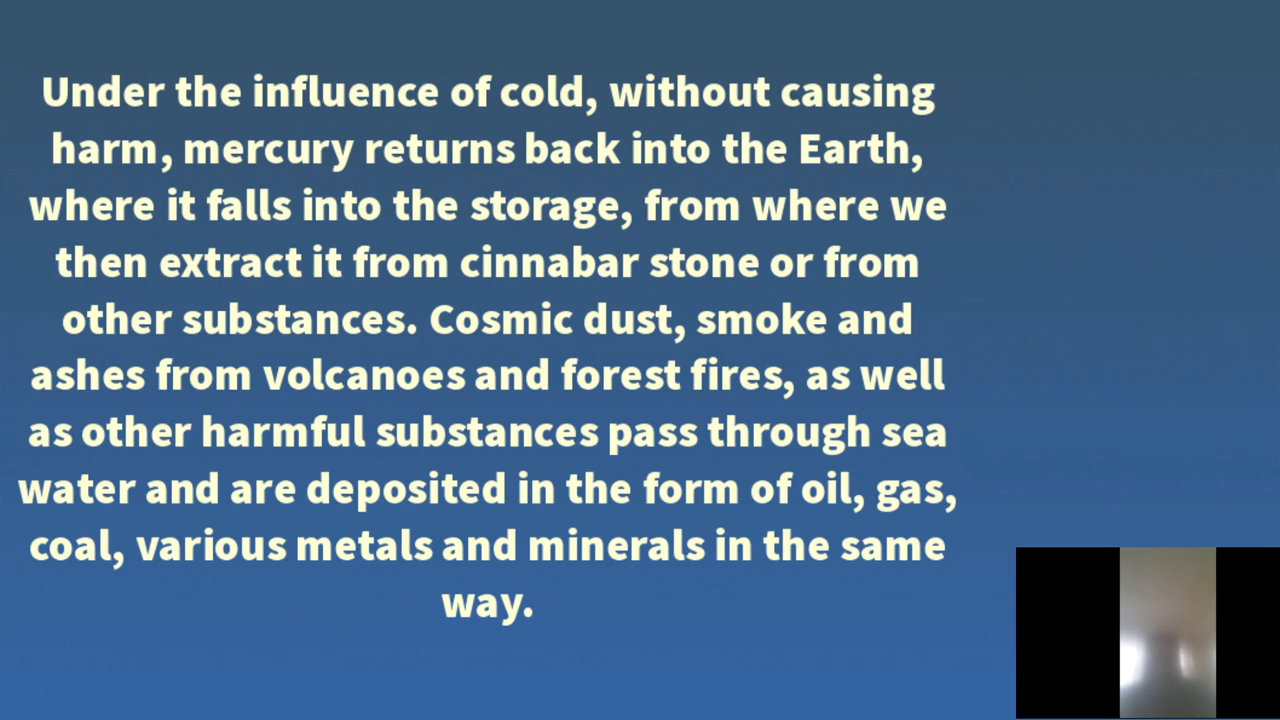 Under the influence of cold, without causing
harm, mercury returns back into the Earth,
where it falls into the storage, from where we
then extract it from cinnabar stone or from
other substances. Cosmic dust, smoke and
ashes from volcanoes and forest fires, as well
as other harmful substances pass through sea
water and are deposited in the form of oil, gas,
coal, various metals and minerals in the same
way.